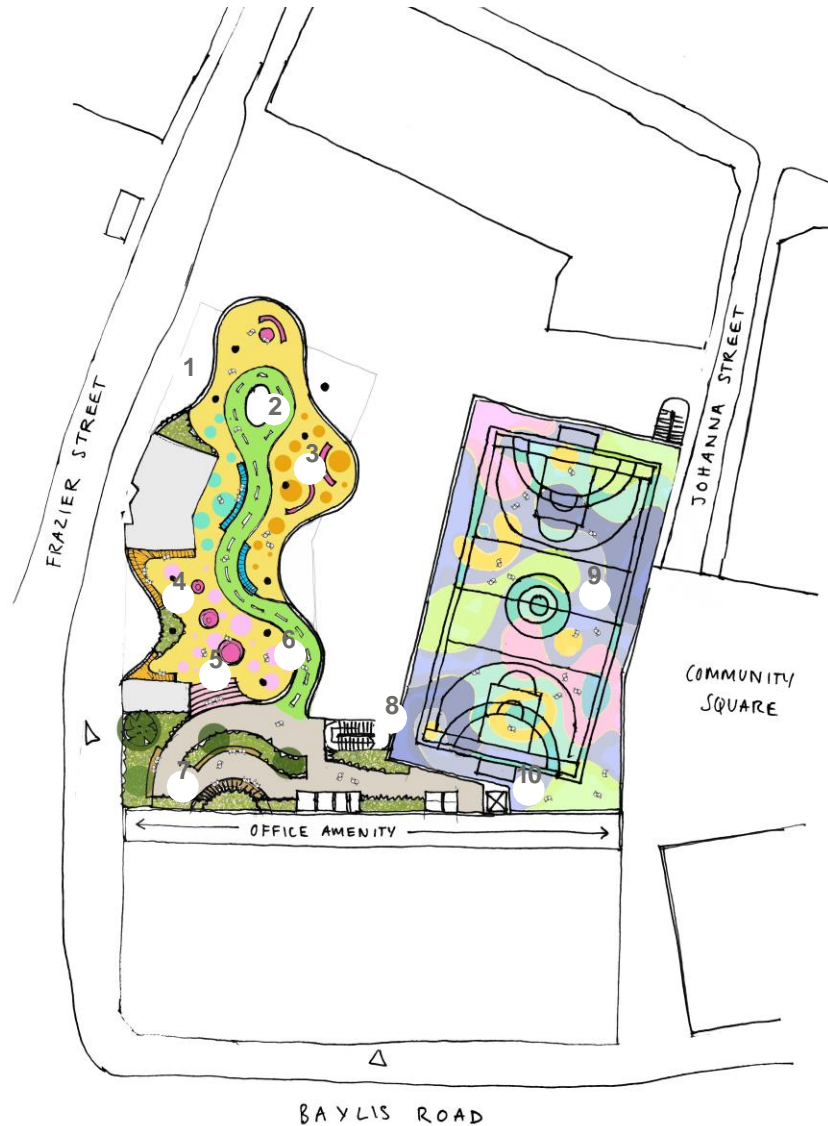 1
2
3
FRAZIER STREET
JOHANNA STREET
4
9
5
6
COMMUNITY
SQUARE
8
7
10
OFFICE AMENITY
BAYLIS ROAD